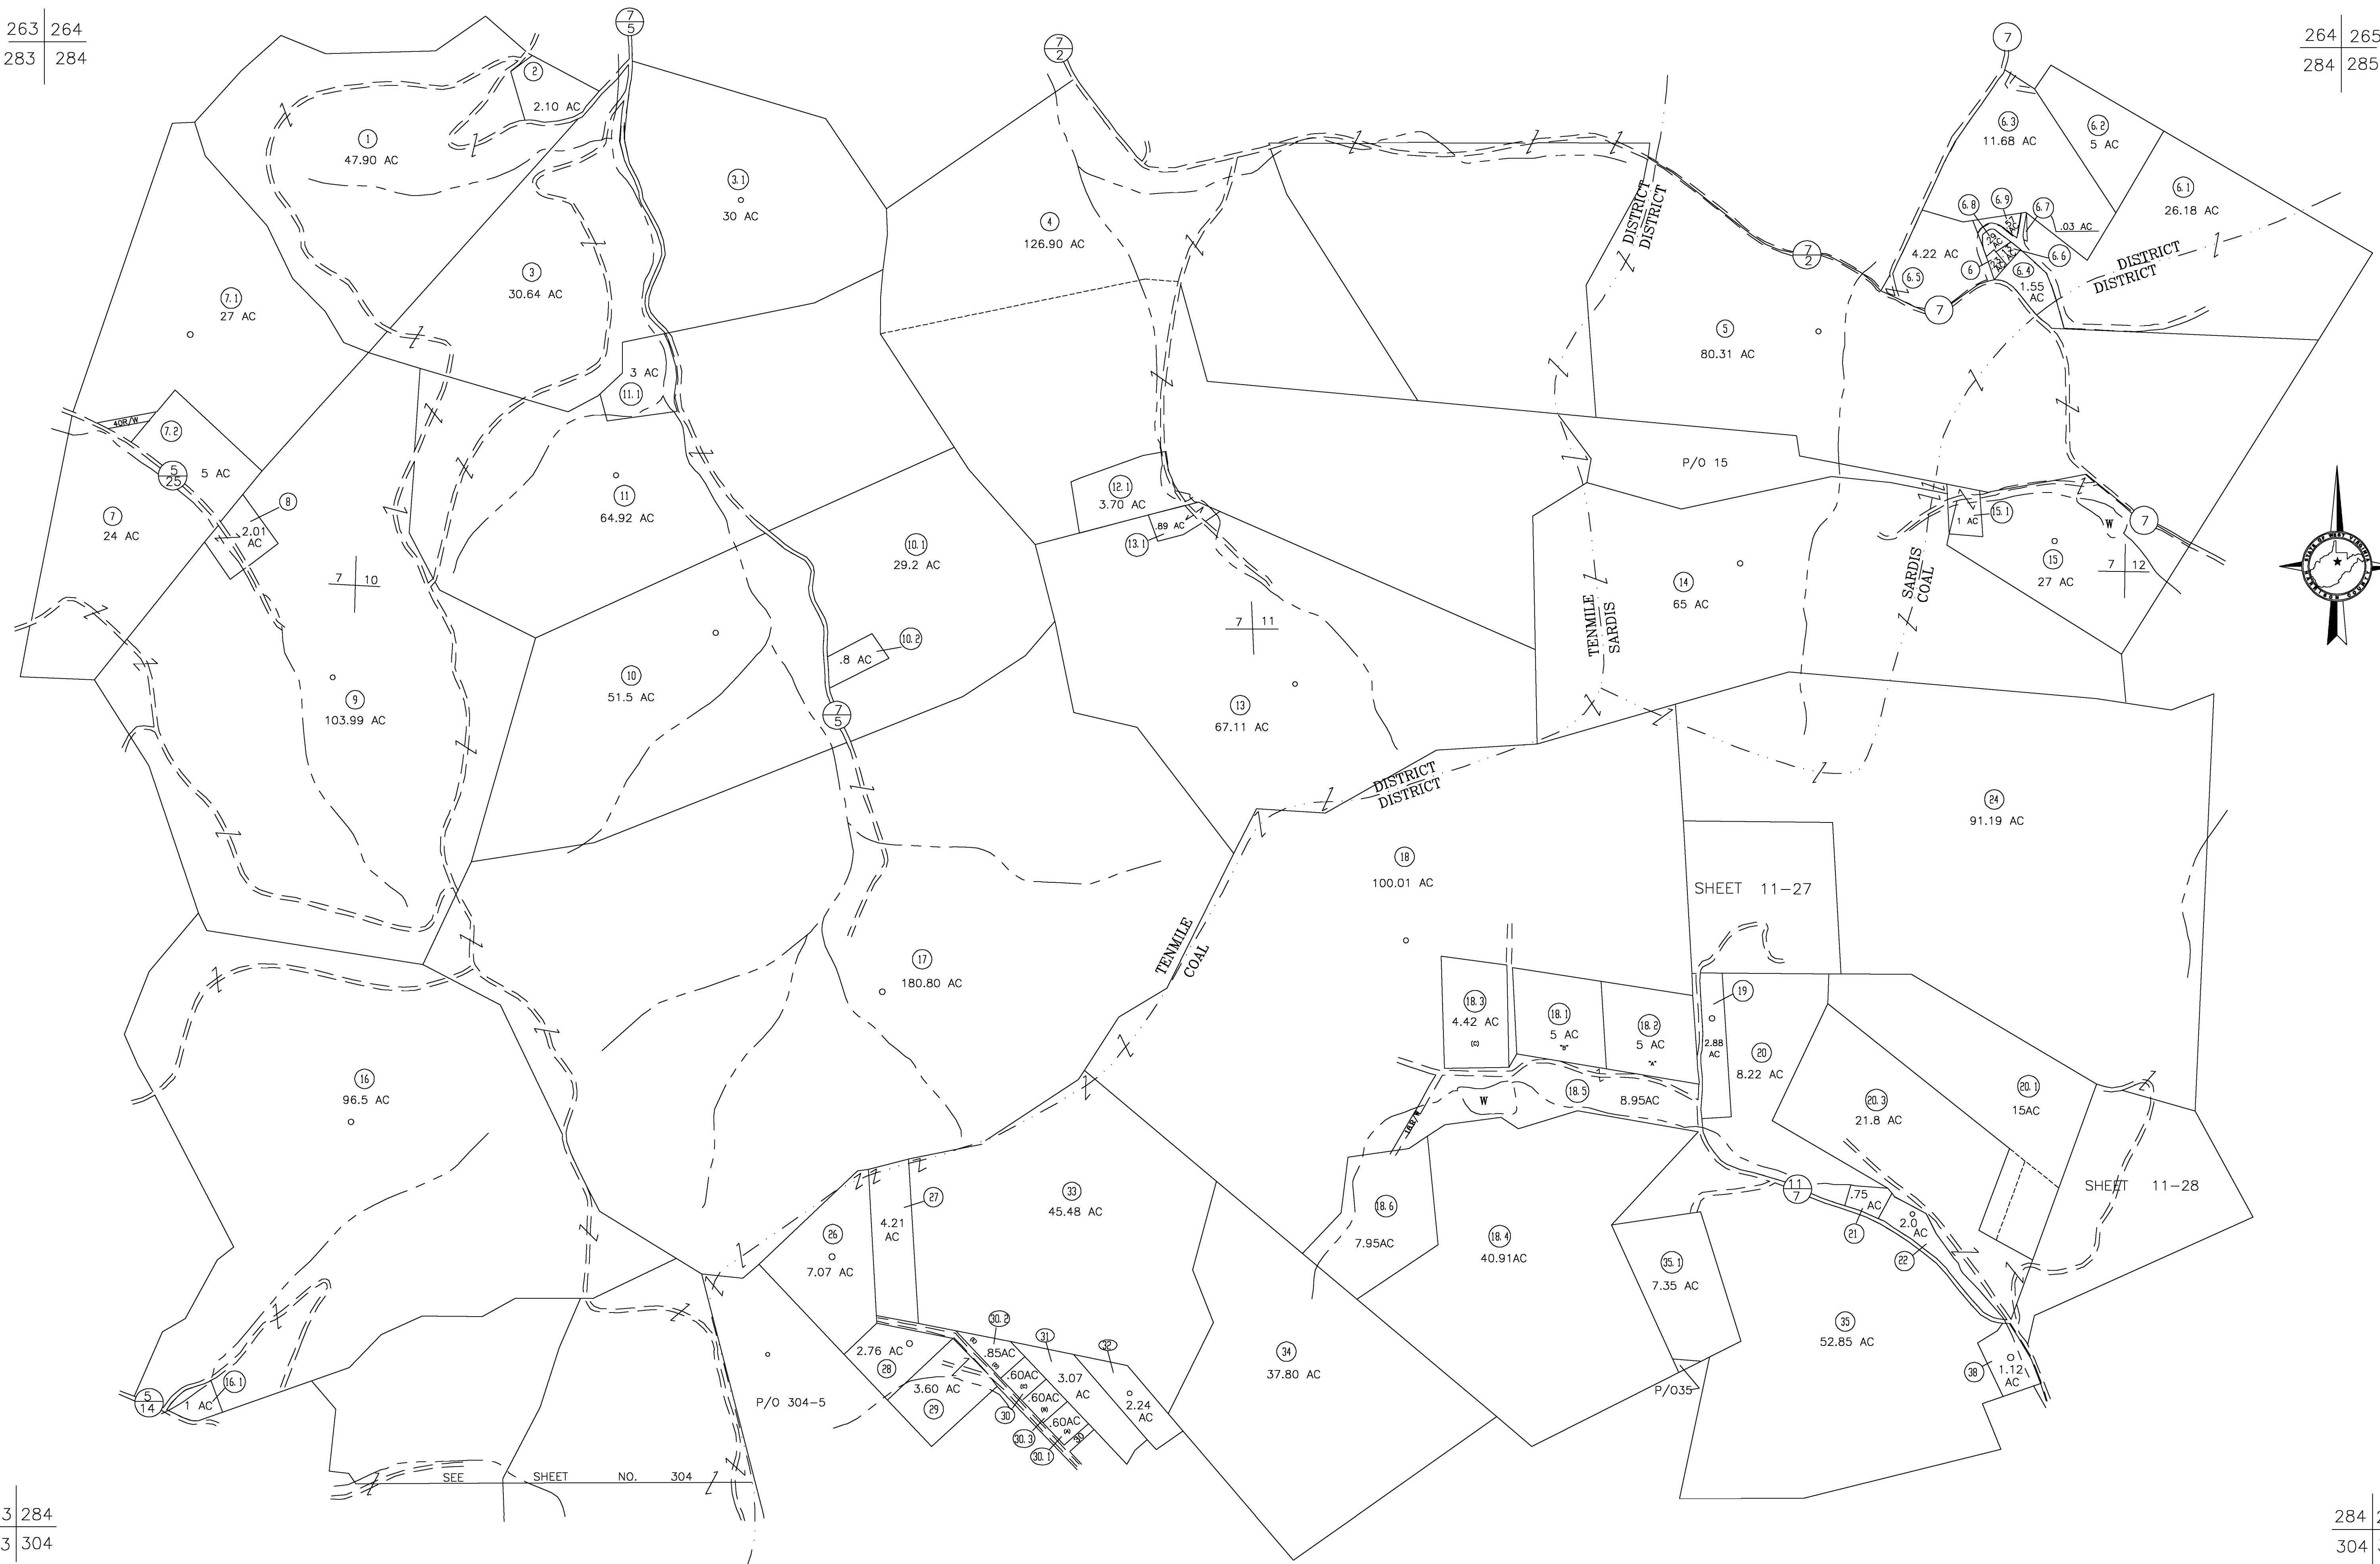 263 264
283 284
7
5
7
2
7
264 265
284 285
2
2.10 AC
1
47.90 AC
3.1
30 AC
3
30.64 AC
4
126.90 AC
DISTRICT
DISTRICT
6.3
11.68 AC
6.2
5 AC
6.1
26.18 AC
6.8
6.9
6.7
.03 AC
.57
AC
.29
AC
6.6
4.22 AC
6
6.5
6.4
1.55
AC
DISTRICT
DISTRICT
7
2
7
7.1
27 AC
5
80.31 AC
3 AC
11.1
40R/W
7.2
5 AC
5
25
7
24 AC
8
2.01
AC
11
64.92 AC
10.1
29.2 AC
12.1
3.70 AC
.89 AC
13.1
P/O 15
1 AC
15.1
W
7
15
27 AC
7 12
14
65 AC
SARDIS
COAL
TENMILE
SARDIS
STATE OF WEST VIRGINIA
HARRISON COUNTY
7 10
7 11
10.2
.8 AC
10
51.5 AC
9
103.99 AC
7
5
13
67.11 AC
DISTRICT
DISTRICT
24
91.19 AC
18
100.01 AC
SHEET 11-27
TENMILE
COAL
17
180.80 AC
18.3
4.42 AC
(C)
18.1
5 AC
"B"
18.2
5 AC
"A"
19
2.88
AC
20
8.22 AC
16
96.5 AC
18.5
8.95AC
W
20.3
21.8 AC
20.1
15AC
SHEET 11-28
11
7
.75
AC
21
2.0
AC
22
27
4.21
AC
33
45.48 AC
26
7.07 AC
18.6
7.95AC
18.4
40.91AC
35.1
7.35 AC
35
52.85 AC
30.2
31
32
.85AC
2.76 AC
28
.60AC
(C)
3.07
AC
3.60 AC
29
30
.60AC
(B)
2.24
AC
30.3
.60AC
(A)
30
30.1
34
37.80 AC
P/O35
38
1.12
AC
16.1
1 AC
5
14
P/O 304-5
SEE SHEET NO. 304
3 284
3 304
284
304